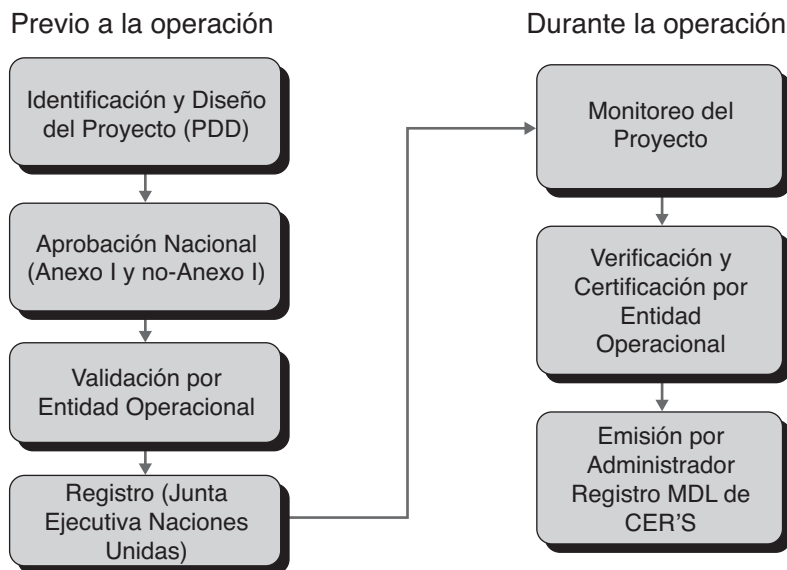 Previo a la operación
Identificación y Diseño
del Proyecto (PDD)
Aprobación Nacional
(Anexo I y no-Anexo I)
Validación por
Entidad Operacional
Registro (Junta
Ejecutiva Naciones
Unidas)
Durante la operación
Monitoreo del
Proyecto
Verificación y
Certificación por
Entidad
Operacional
Emisión por
Administrador
Registro MDL de
CER'S